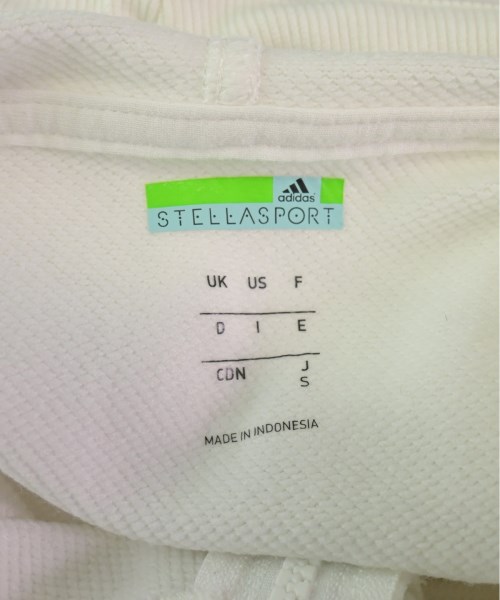 adidas
STELLASPORT
UK US F
D I E
CDN J
S
MADE IN INDONESIA